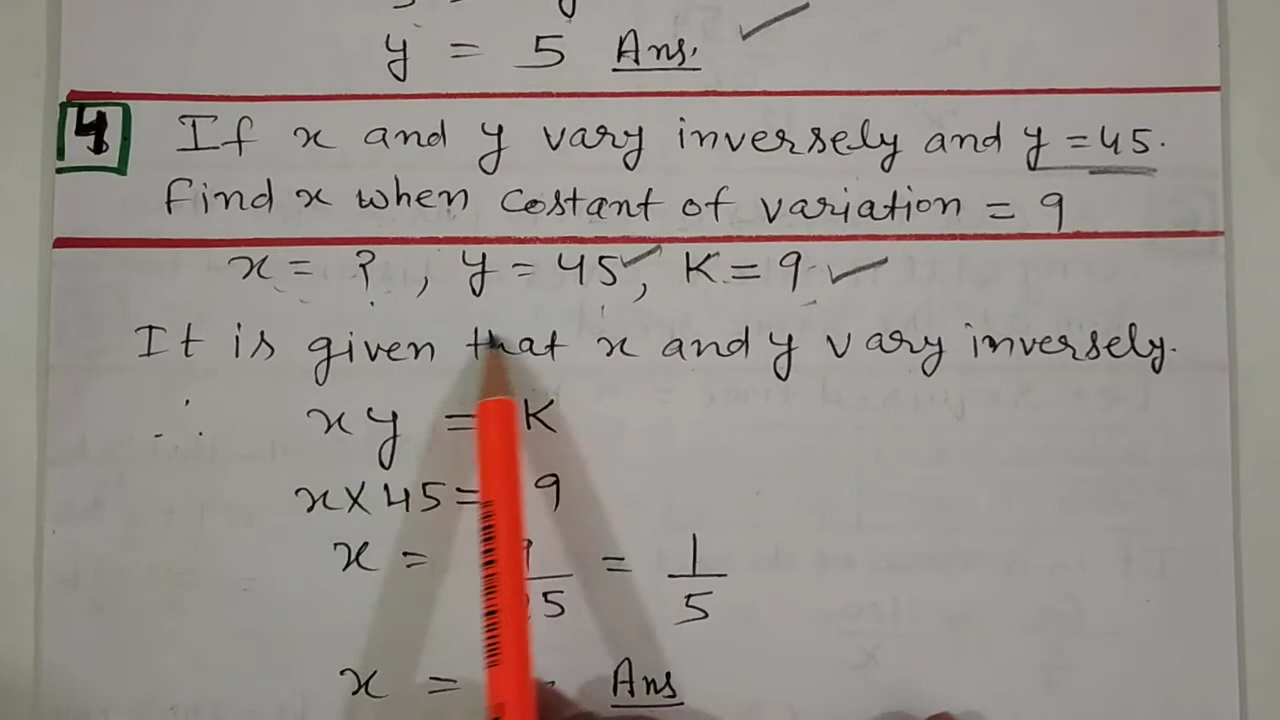 y = 5 Ans.
4 If x and y vary inversely and y = 45.
Find x when costant of variation = 9
x = ? , y = 45, K = 9
It is given that x and y vary inversely.
∴ xy = K
x × 45 = 9
x = = 1/5
x = Ans